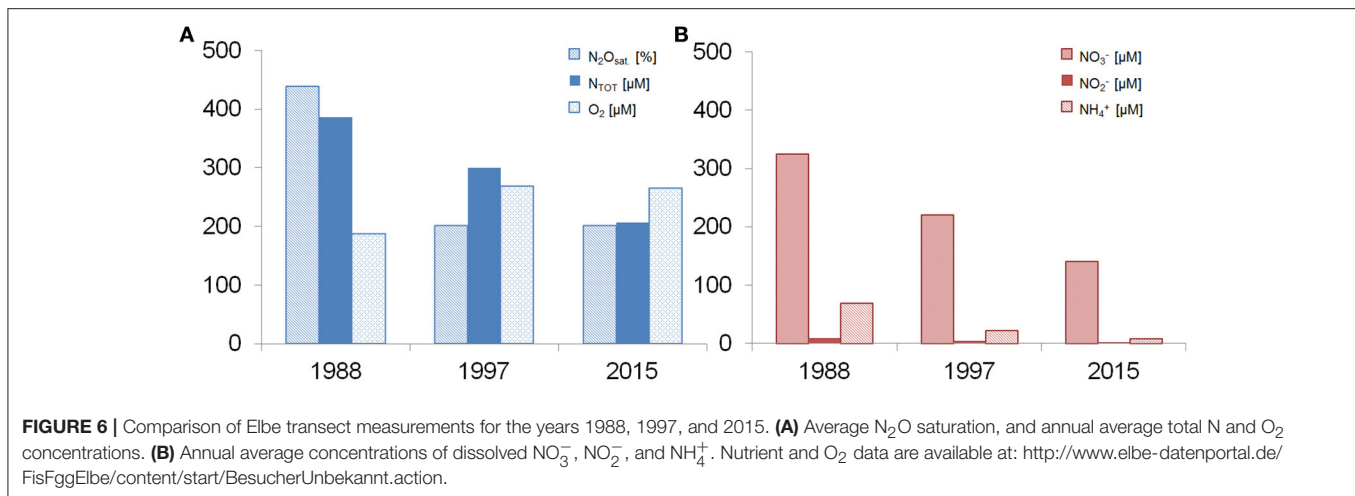 A
500
400
300
200
100
0
N₂Osat. [%]
NTOT [µM]
O₂ [µM]
1988 1997 2015
B
500
400
300
200
100
0
NO₃⁻ [µM]
NO₂⁻ [µM]
NH₄⁺ [µM]
1988 1997 2015
FIGURE 6 | Comparison of Elbe transect measurements for the years 1988, 1997, and 2015. (A) Average N₂O saturation, and annual average total N and O₂
concentrations. (B) Annual average concentrations of dissolved NO₃⁻, NO₂⁻, and NH₄⁺. Nutrient and O₂ data are available at: http://www.elbe-datenportal.de/
FisFggElbe/content/start/BesucherUnbekannt.action.